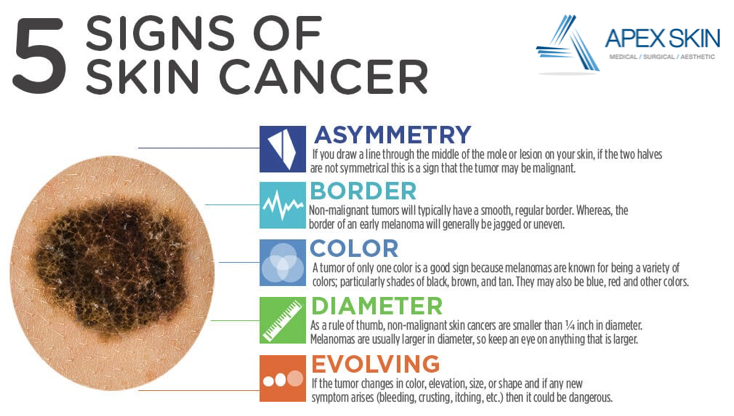 5 SIGNS OF
SKIN CANCER
APEX SKIN
MEDICAL / SURGICAL / AESTHETIC
ASYMMETRY
If you draw a line through the middle of the mole or lesion on your skin, if the two halves
are not symmetrical this is a sign that the tumor may be malignant.
BORDER
Non-malignant tumors will typically have a smooth, regular border. Whereas, the
border of an early melanoma will generally be jagged or uneven.
COLOR
A tumor of only one color is a good sign because melanomas are known for being a variety of
colors; particularly shades of black, brown, and tan. They may also be blue, red and other colors.
DIAMETER
As a rule of thumb, non-malignant skin cancers are smaller than ¼ inch in diameter.
Melanomas are usually larger in diameter, so keep an eye on anything that is larger.
EVOLVING
If the tumor changes in color, elevation, size, or shape and if any new
symptom arises (bleeding, crusting, itching, etc.) then it could be dangerous.